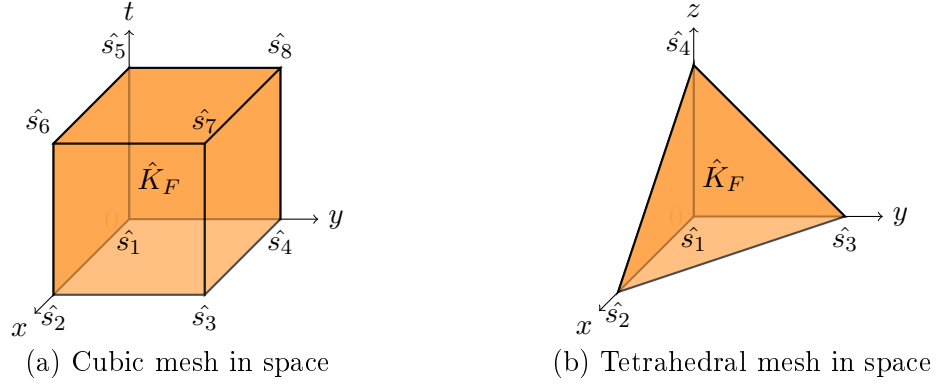 t
z
ŝ5
ŝ8
ŝ4
ŝ6
ŝ7
K̂F
K̂F
0
y
0
y
ŝ1
ŝ4
ŝ1
ŝ3
x
ŝ2
ŝ3
x
ŝ2
(a) Cubic mesh in space
(b) Tetrahedral mesh in space